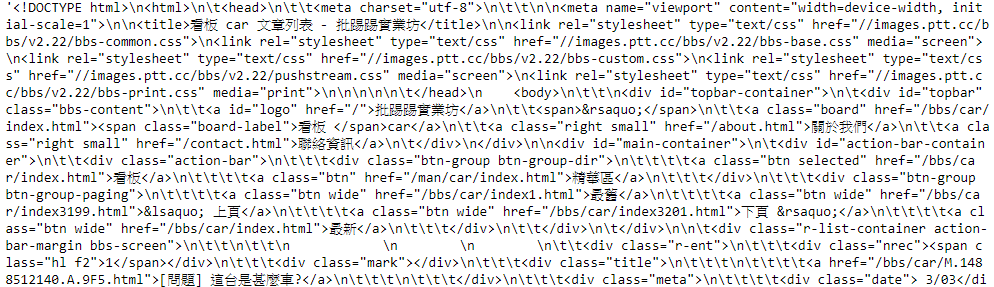 '<!DOCTYPE html>\n<html>\n\t<head>\n\t\t<meta charset="utf-8">\n\t\t\n\t\n\n<meta name="viewport" content="width=device-width, init
ial-scale=1">\n\n<title>看板 car 文章列表 - 批踢踢實業坊</title>\n\n<link rel="stylesheet" type="text/css" href="//images.ptt.cc/b
bs/v2.22/bbs-common.css">\n<link rel="stylesheet" type="text/css" href="//images.ptt.cc/bbs/v2.22/bbs-base.css" media="screen">
\n<link rel="stylesheet" type="text/css" href="//images.ptt.cc/bbs/v2.22/bbs-custom.css">\n<link rel="stylesheet" type="text/cs
s" href="//images.ptt.cc/bbs/v2.22/pushstream.css" media="screen">\n<link rel="stylesheet" type="text/css" href="//images.ptt.c
c/bbs/v2.22/bbs-print.css" media="print">\n\n\n\n\n\t</head>\n    <body>\n\t\t\n<div id="topbar-container">\n\t<div id="topbar"
class="bbs-content">\n\t\t<a id="logo" href="/">批踢踢實業坊</a>\n\t\t<span>&rsaquo;</span>\n\t\t<a class="board" href="/bbs/car/
index.html"><span class="board-label">看板 </span>car</a>\n\t\t<a class="right small" href="/about.html">關於我們</a>\n\t\t<a cla
ss="right small" href="/contact.html">聯絡資訊</a>\n\t</div>\n</div>\n\n<div id="main-container">\n\t<div id="action-bar-contain
er">\n\t\t<div class="action-bar">\n\t\t\t<div class="btn-group btn-group-dir">\n\t\t\t\t<a class="btn selected" href="/bbs/ca
r/index.html">看板</a>\n\t\t\t\t<a class="btn" href="/man/car/index.html">精華區</a>\n\t\t\t</div>\n\t\t\t<div class="btn-group
btn-group-paging">\n\t\t\t\t<a class="btn wide" href="/bbs/car/index1.html">最舊</a>\n\t\t\t\t<a class="btn wide" href="/bbs/ca
r/index3199.html">&lsaquo; 上頁</a>\n\t\t\t\t<a class="btn wide" href="/bbs/car/index3201.html">下頁 &rsaquo;</a>\n\t\t\t\t<a cl
ass="btn wide" href="/bbs/car/index.html">最新</a>\n\t\t\t</div>\n\t\t</div>\n\t</div>\n\t<div class="r-list-container action-
bar-margin bbs-screen">\n\t\t\n\t\t\n            \n        \n        \n\t\t<div class="r-ent">\n\t\t\t<div class="nrec"><span c
lass="hl f2">1</span></div>\n\t\t\t<div class="mark"></div>\n\t\t\t<div class="title">\n\t\t\t\n\t\t\t\t<a href="/bbs/car/M.148
8512140.A.9F5.html">[問題] 這台是甚麼車?</a>\n\t\t\t\n\t\t\t</div>\n\t\t\t<div class="meta">\n\t\t\t\t<div class="date"> 3/03</di